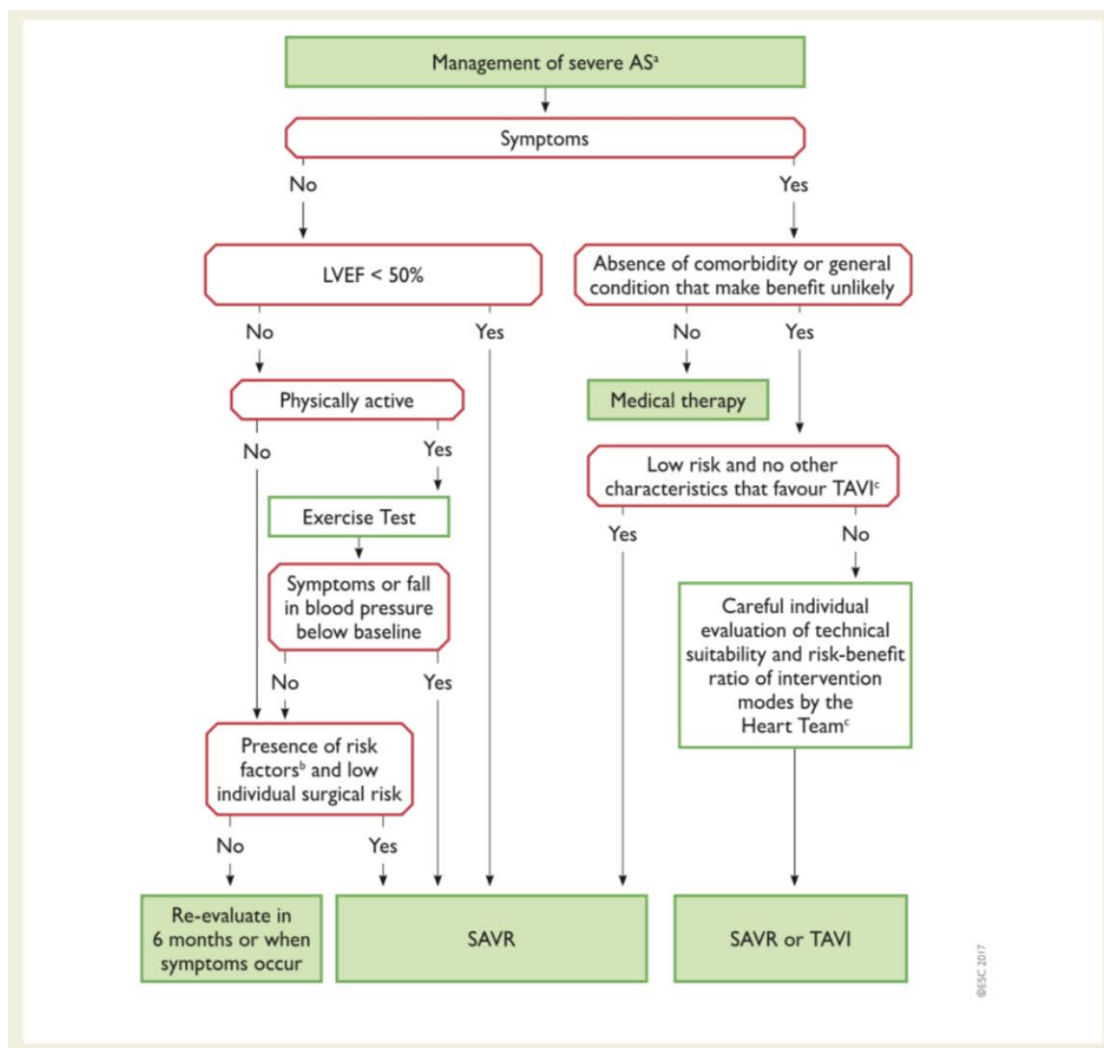 Management of severe ASᵃ
Symptoms
No
Yes
LVEF < 50%
Absence of comorbidity or general
condition that make benefit unlikely
No
Yes
No
Yes
Physically active
Medical therapy
No
Yes
Low risk and no other
characteristics that favour TAVIᶜ
Exercise Test
Yes
No
Symptoms or fall
in blood pressure
below baseline
Careful individual
evaluation of technical
suitability and risk-benefit
ratio of intervention
modes by the
Heart Teamᶜ
No
Yes
Presence of risk
factorsᵇ and low
individual surgical risk
No
Yes
Re-evaluate in
6 months or when
symptoms occur
SAVR
SAVR or TAVI
©ESC 2017